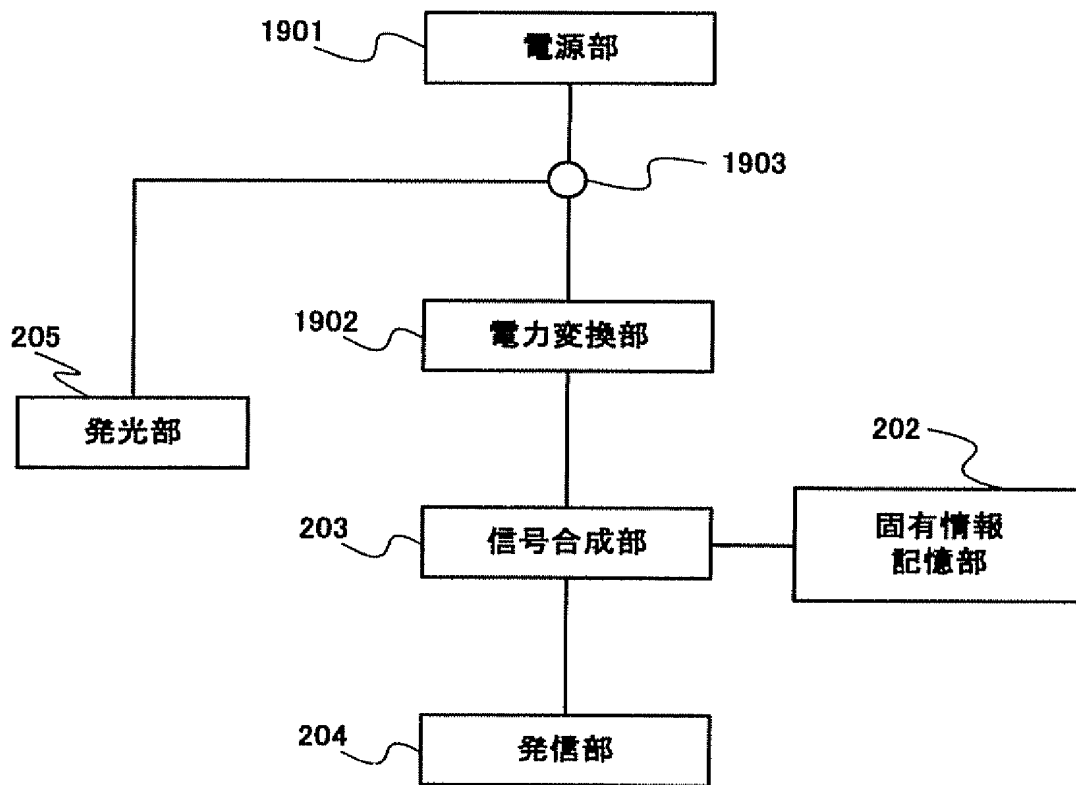 1901
電源部
1903
1902
電力変換部
205
発光部
202
203
信号合成部
固有情報
記憶部
204
発信部